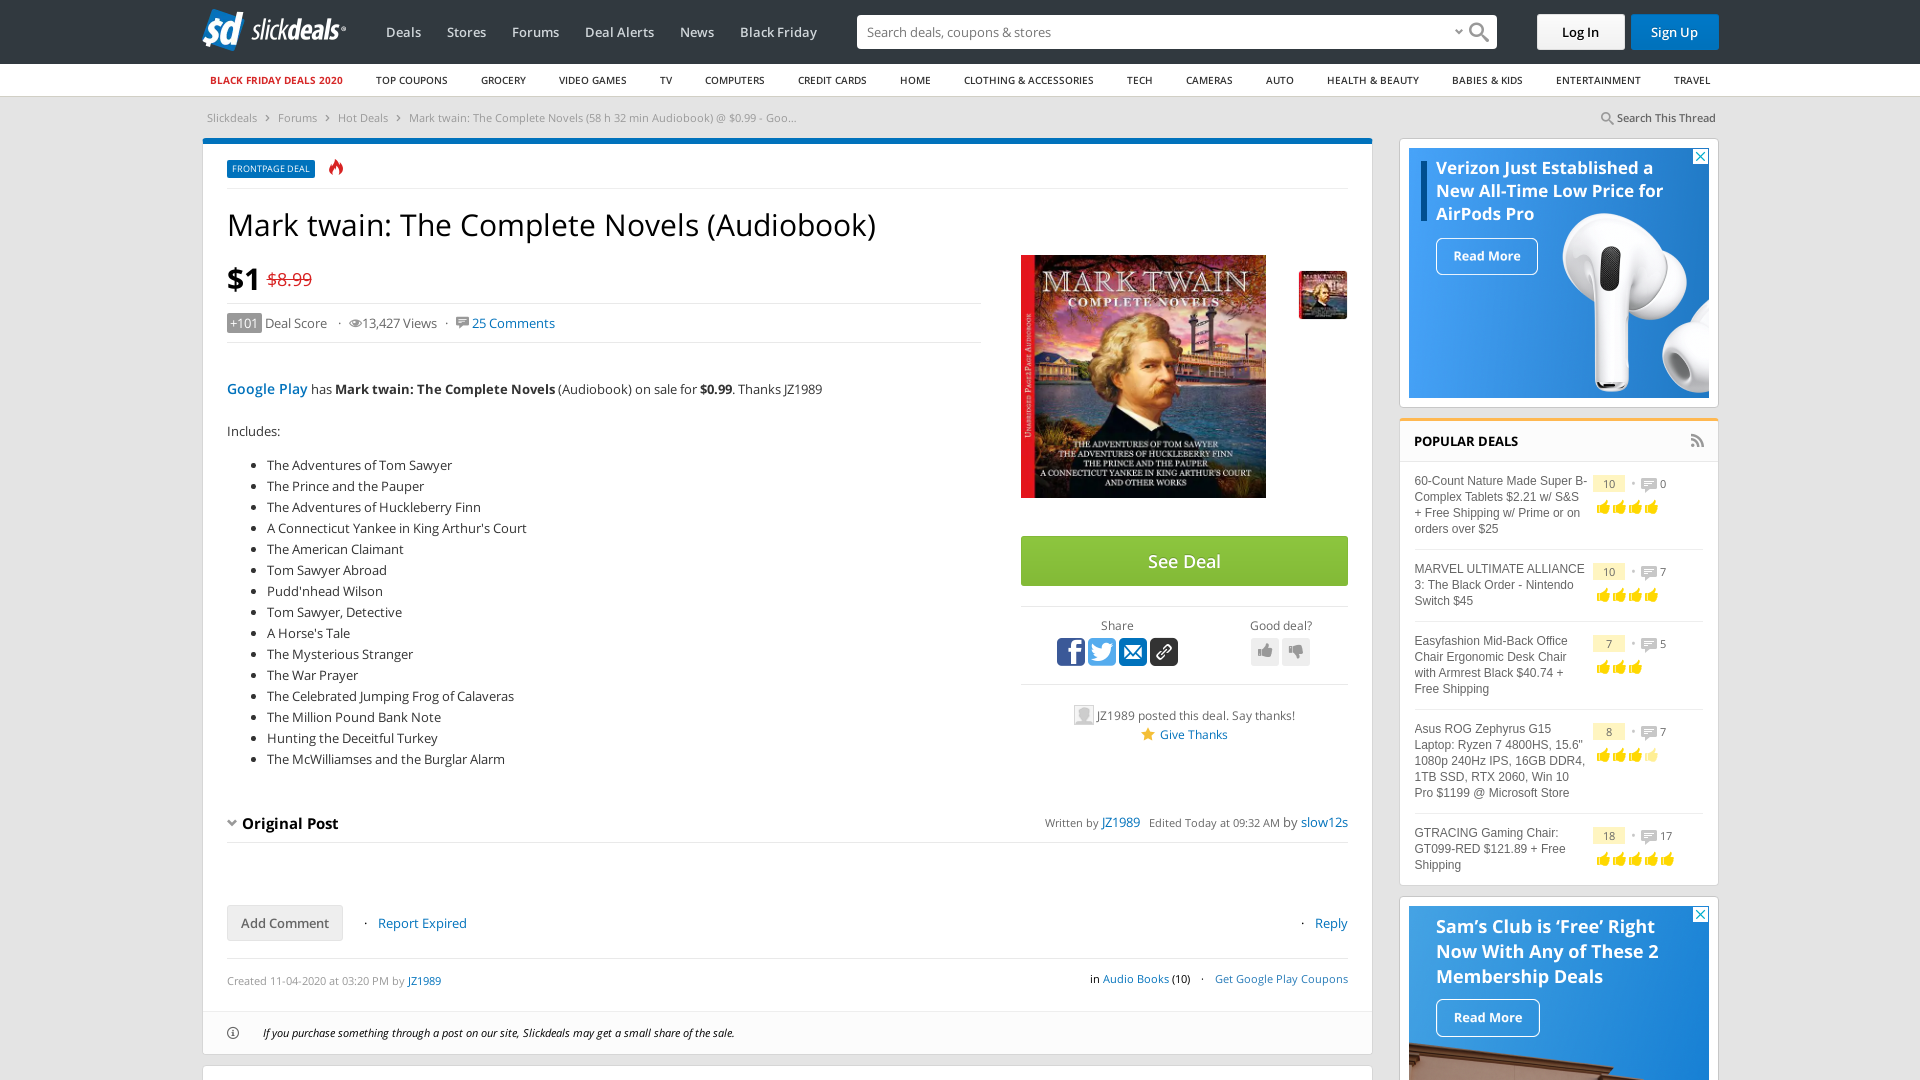 slickdeals
Deals
Stores
Forums
Deal Alerts
News
Black Friday
Search deals, coupons & stores
Log In
Sign Up
BLACK FRIDAY DEALS 2020
TOP COUPONS
GROCERY
VIDEO GAMES
TV
COMPUTERS
CREDIT CARDS
HOME
CLOTHING & ACCESSORIES
TECH
CAMERAS
AUTO
HEALTH & BEAUTY
BABIES & KIDS
ENTERTAINMENT
TRAVEL
Slickdeals › Forums › Hot Deals › Mark twain: The Complete Novels (58 h 32 min Audiobook) @ $0.99 - Goo...
Search This Thread
FRONTPAGE DEAL
Mark twain: The Complete Novels (Audiobook)
$1 $8.99
+101 Deal Score · 13,427 Views · 25 Comments
Google Play has Mark twain: The Complete Novels (Audiobook) on sale for $0.99. Thanks JZ1989
Includes:
• The Adventures of Tom Sawyer
• The Prince and the Pauper
• The Adventures of Huckleberry Finn
• A Connecticut Yankee in King Arthur's Court
• The American Claimant
• Tom Sawyer Abroad
• Pudd'nhead Wilson
• Tom Sawyer, Detective
• A Horse's Tale
• The Mysterious Stranger
• The War Prayer
• The Celebrated Jumping Frog of Calaveras
• The Million Pound Bank Note
• Hunting the Deceitful Turkey
• The McWilliamses and the Burglar Alarm
MARK TWAIN
COMPLETE NOVELS
UNABRIDGED PAGE2PAGE AUDIOBOOK
THE ADVENTURES OF TOM SAWYER
THE ADVENTURES OF HUCKLEBERRY FINN
THE PRINCE AND THE PAUPER
A CONNECTICUT YANKEE IN KING ARTHUR'S COURT
AND OTHER WORKS
MARK TWAIN
See Deal
Share
Good deal?
JZ1989 posted this deal. Say thanks!
Give Thanks
Original Post
Written by JZ1989 Edited Today at 09:32 AM by slow12s
Add Comment · Report Expired
· Reply
Created 11-04-2020 at 03:20 PM by JZ1989
in Audio Books (10) · Get Google Play Coupons
If you purchase something through a post on our site, Slickdeals may get a small share of the sale.
Verizon Just Established a
New All-Time Low Price for
AirPods Pro
Read More
POPULAR DEALS
60-Count Nature Made Super B-
Complex Tablets $2.21 w/ S&S
+ Free Shipping w/ Prime or on
orders over $25
10 • 0
MARVEL ULTIMATE ALLIANCE
3: The Black Order - Nintendo
Switch $45
10 • 7
Easyfashion Mid-Back Office
Chair Ergonomic Desk Chair
with Armrest Black $40.74 +
Free Shipping
7 • 5
Asus ROG Zephyrus G15
Laptop: Ryzen 7 4800HS, 15.6"
1080p 240Hz IPS, 16GB DDR4,
1TB SSD, RTX 2060, Win 10
Pro $1199 @ Microsoft Store
8 • 7
GTRACING Gaming Chair:
GT099-RED $121.89 + Free
Shipping
18 • 17
Sam's Club is ‘Free’ Right
Now With Any of These 2
Membership Deals
Read More